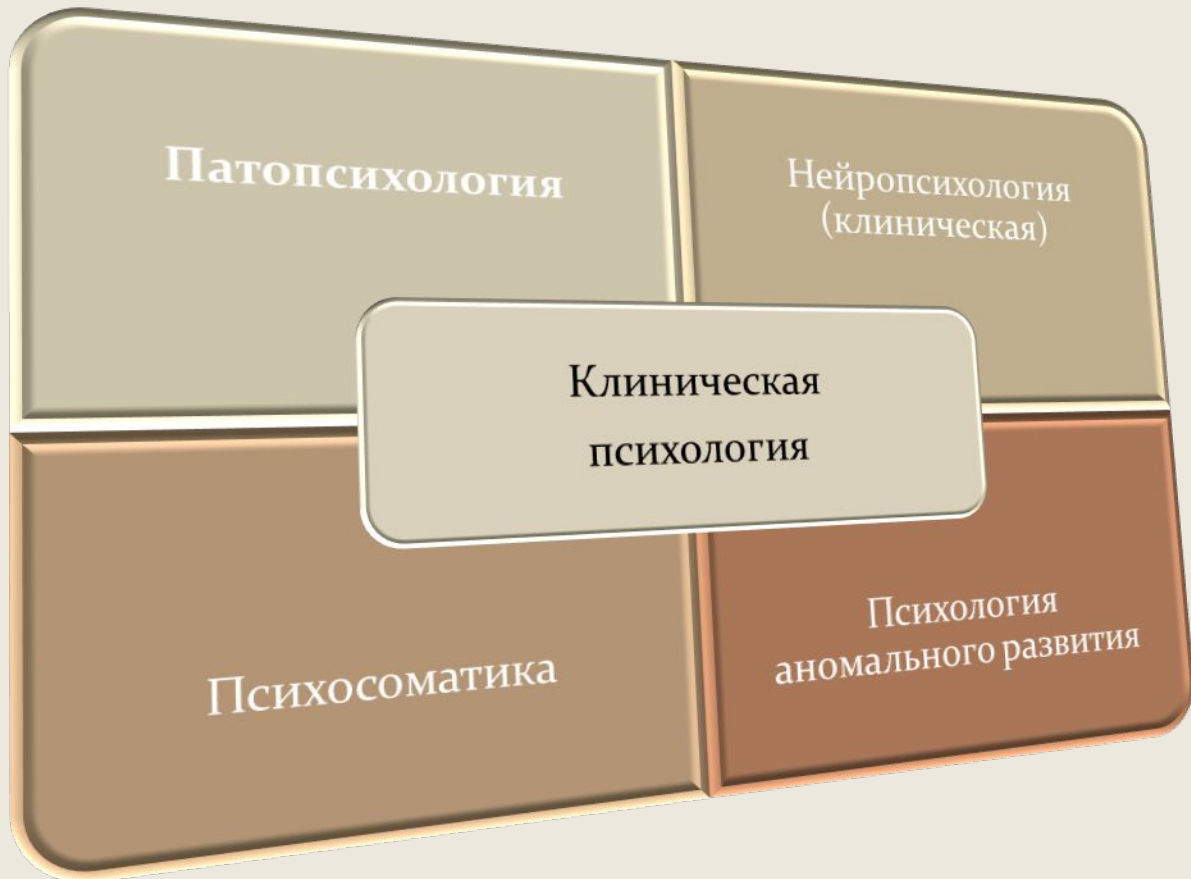 Патопсихология
Нейропсихология
(клиническая)
Клиническая
психология
Психосоматика
Психология
аномального развития